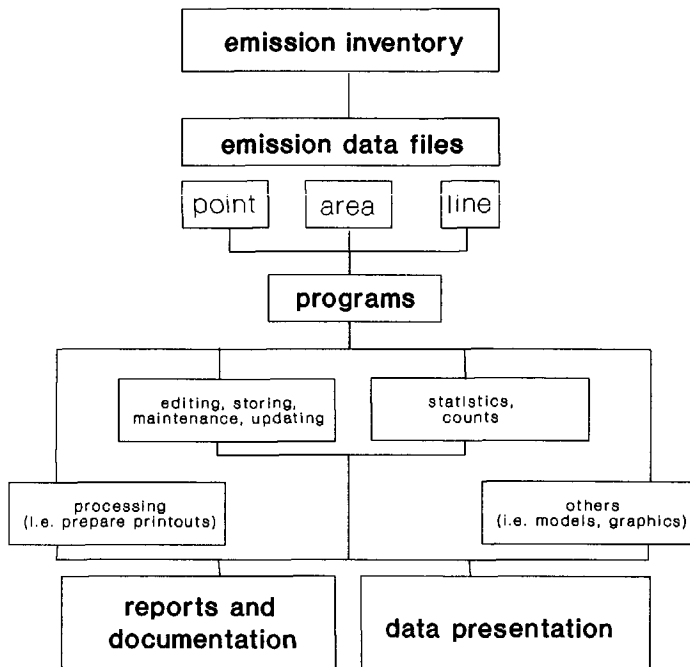 emission inventory
emission data files
point
area
line
programs
editing, storing,
maintenance, updating
statistics,
counts
processing
(i.e. prepare printouts)
others
(i.e. models, graphics)
reports and
documentation
data presentation